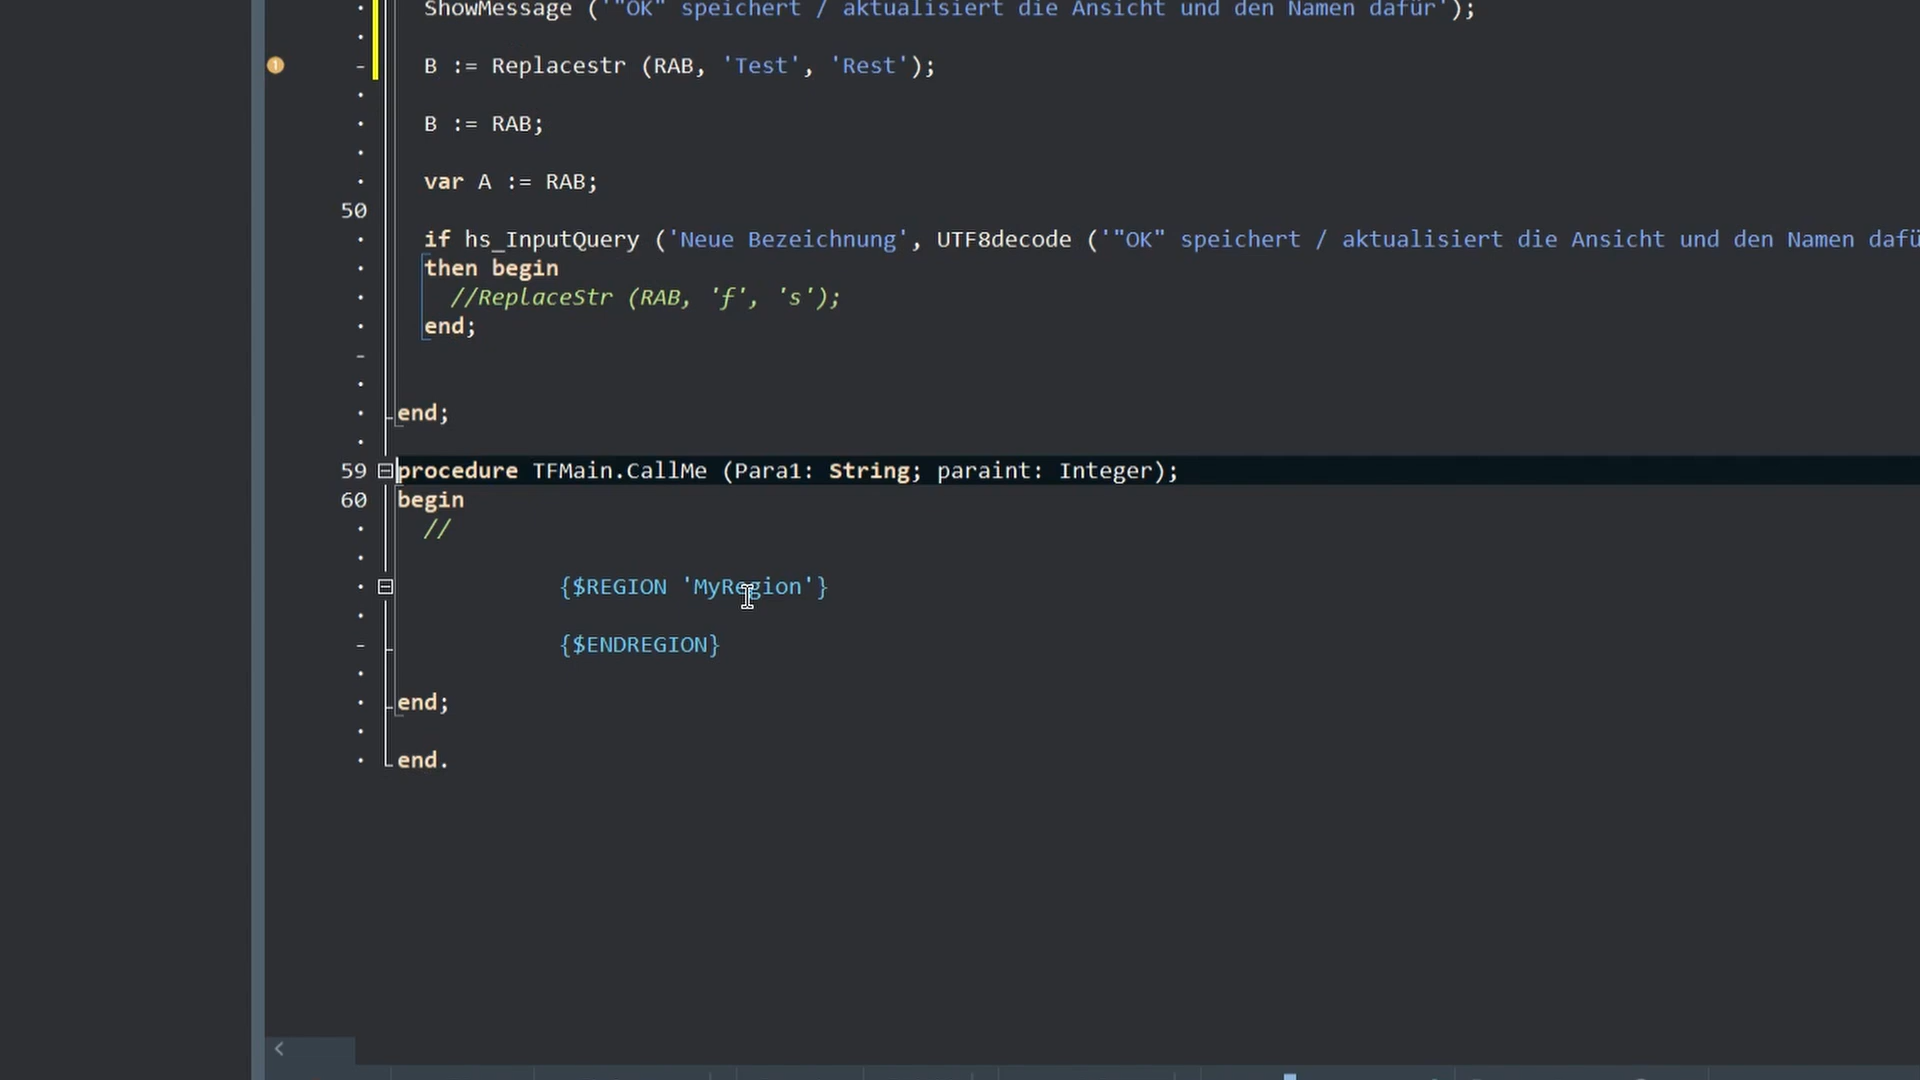 ShowMessage ('"OK" speichert / aktualisiert die Ansicht und den Namen dafür');
B := Replacestr (RAB, 'Test', 'Rest');
B := RAB;
var A := RAB;
50
if hs_InputQuery ('Neue Bezeichnung', UTF8decode ('"OK" speichert / aktualisiert die Ansicht und den Namen dafü
then begin
//ReplaceStr (RAB, 'f', 's');
end;
end;
59 procedure TFMain.CallMe (Para1: String; paraint: Integer);
60 begin
//
{$REGION 'MyRegion'}
{$ENDREGION}
end;
end.